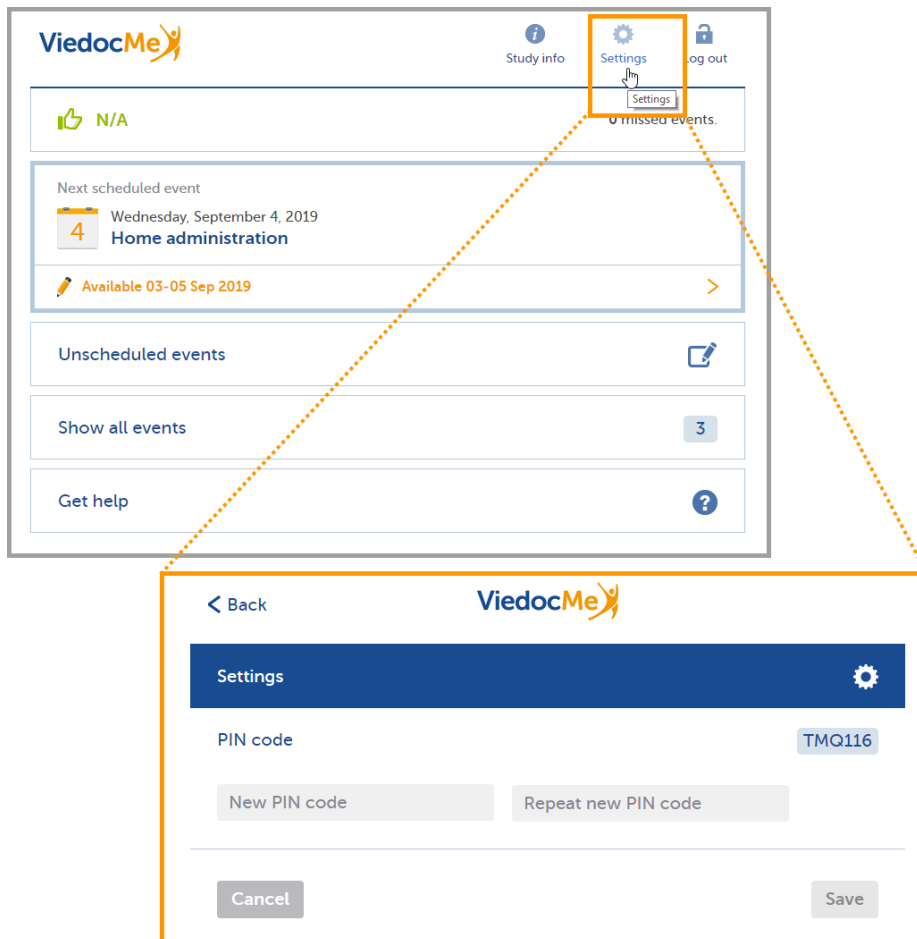 ViedocMe
Study info
Settings
Log out
Settings
N/A
0 missed events.
Next scheduled event
4
Wednesday, September 4, 2019
Home administration
Available 03-05 Sep 2019
Unscheduled events
Show all events
3
Get help
?
Back
ViedocMe
Settings
PIN code
TMQ116
New PIN code
Repeat new PIN code
Cancel
Save